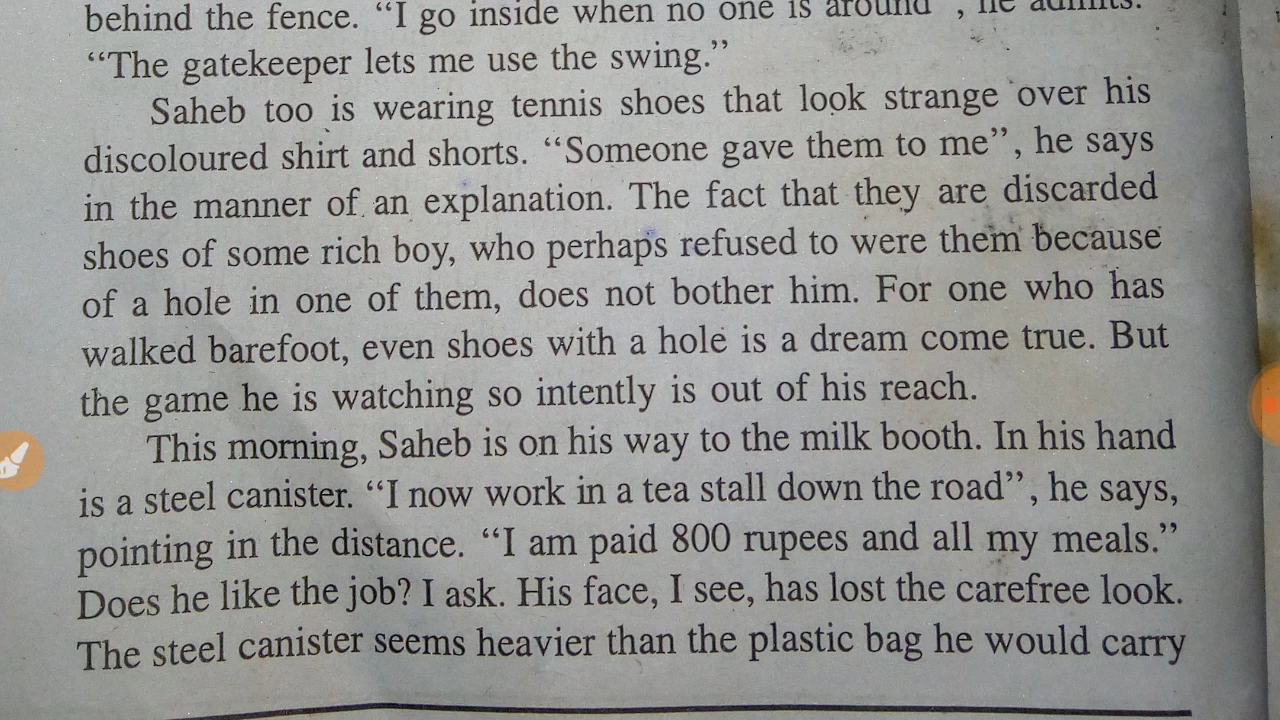 behind the fence. “I go inside when no one is around”, he admits.
“The gatekeeper lets me use the swing.”
Saheb too is wearing tennis shoes that look strange over his
discoloured shirt and shorts. “Someone gave them to me”, he says
in the manner of an explanation. The fact that they are discarded
shoes of some rich boy, who perhaps refused to were them because
of a hole in one of them, does not bother him. For one who has
walked barefoot, even shoes with a hole is a dream come true. But
the game he is watching so intently is out of his reach.
This morning, Saheb is on his way to the milk booth. In his hand
is a steel canister. “I now work in a tea stall down the road”, he says,
pointing in the distance. “I am paid 800 rupees and all my meals.”
Does he like the job? I ask. His face, I see, has lost the carefree look.
The steel canister seems heavier than the plastic bag he would carry